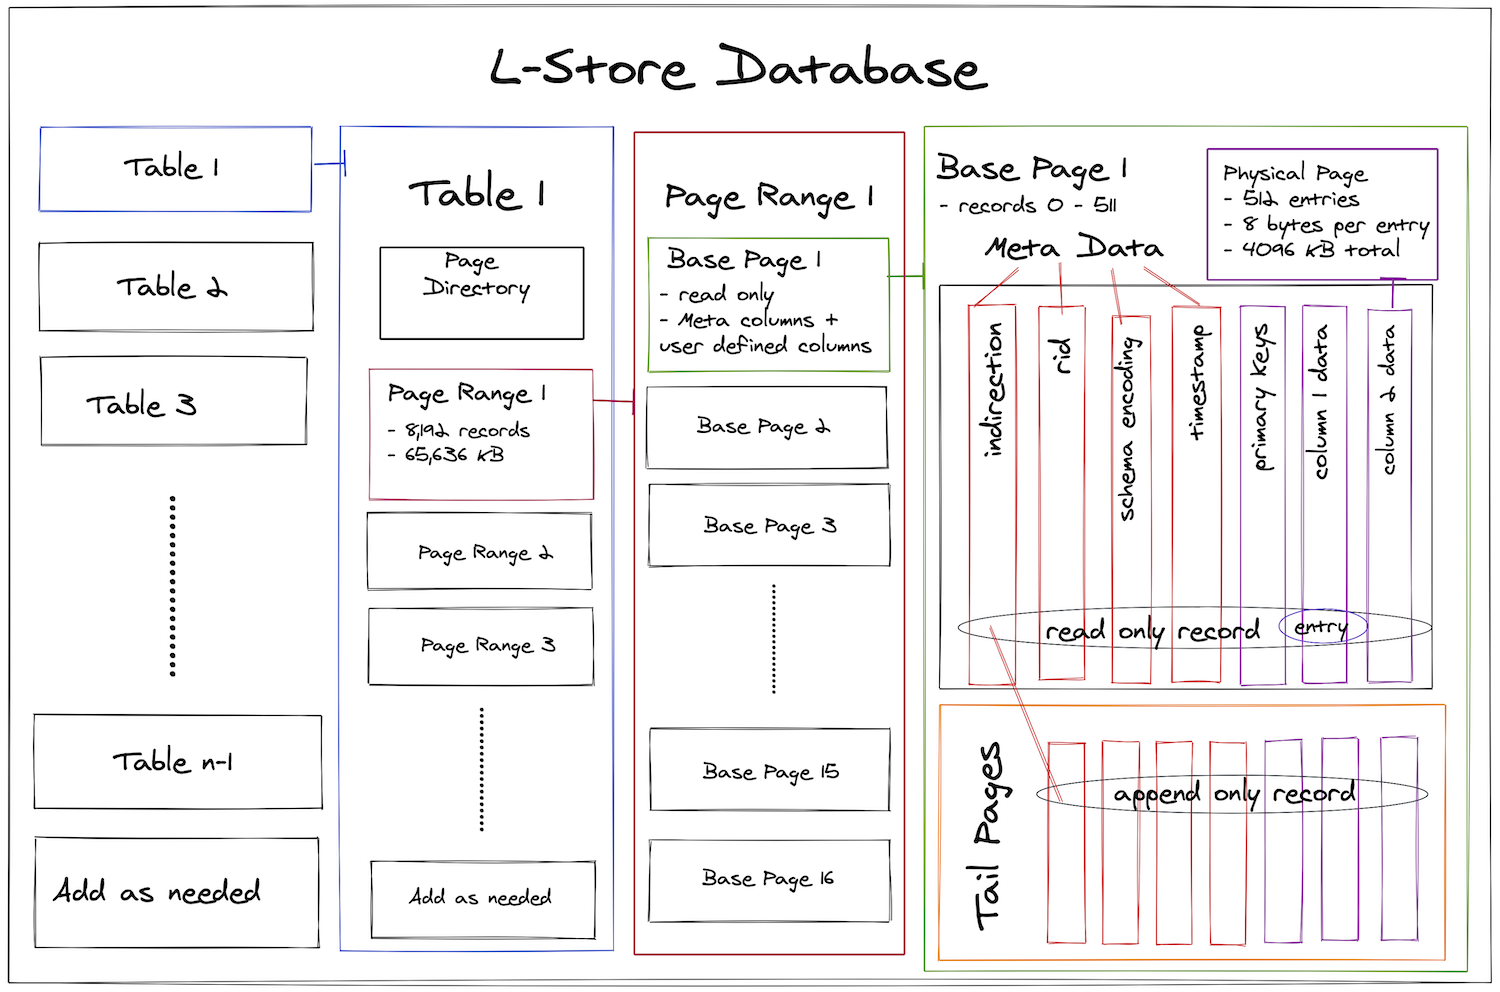 L-Store Database
Table 1
Table 2
Table 3
Table n-1
Add as needed
Table 1
Page
Directory
Page Range 1
- 8,192 records
- 65,636 KB
Page Range 2
Page Range 3
Add as needed
Page Range 1
Base Page 1
- read only
- Meta columns +
user defined columns
Base Page 2
Base Page 3
Base Page 15
Base Page 16
Base Page 1
- records 0 - 511
Physical Page
- 512 entries
- 8 bytes per entry
- 4096 KB total
Meta Data
indirection
rid
schema encoding
timestamp
primary keys
column 1 data
column 2 data
read only record
entry
Tail Pages
append only record